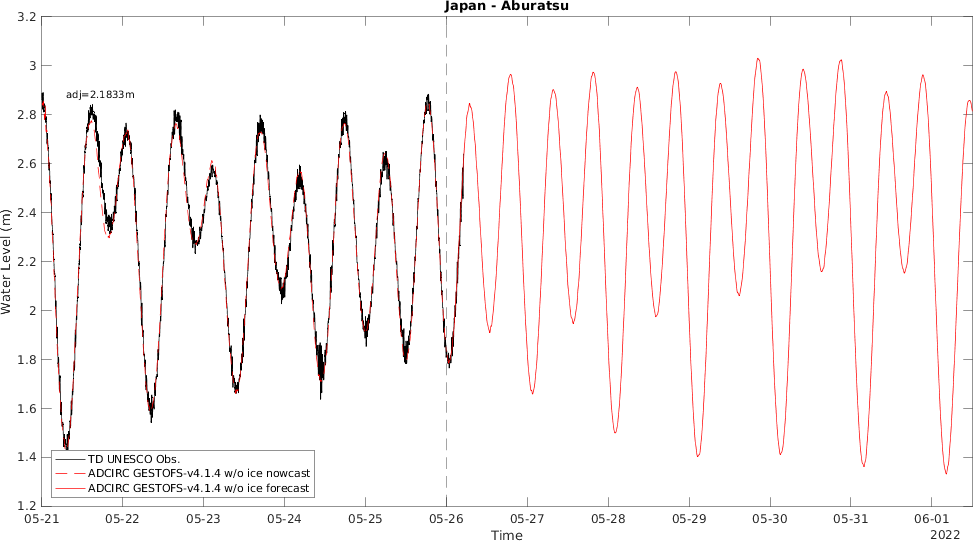 Japan - Aburatsu
3.2
3
2.8
2.6
2.4
2.2
2
1.8
1.6
1.4
1.2
Water Level (m)
adj=2.1833m
TD UNESCO Obs.
ADCIRC GESTOFS-v4.1.4 w/o ice nowcast
ADCIRC GESTOFS-v4.1.4 w/o ice forecast
05-21 05-22 05-23 05-24 05-25 05-26 05-27 05-28 05-29 05-30 05-31 06-01
Time
2022